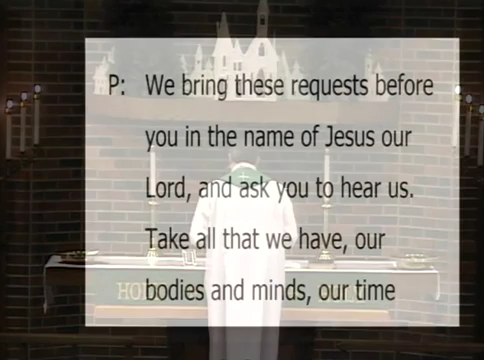 P: We bring these requests before
you in the name of Jesus our
Lord, and ask you to hear us.
Take all that we have, our
bodies and minds, our time
HO